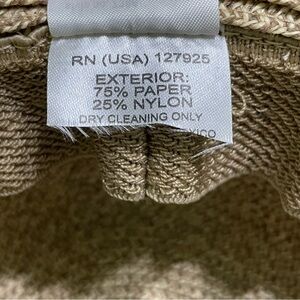 RN (USA) 127925
EXTERIOR:
75% PAPER
25% NYLON
DRY CLEANING ONLY